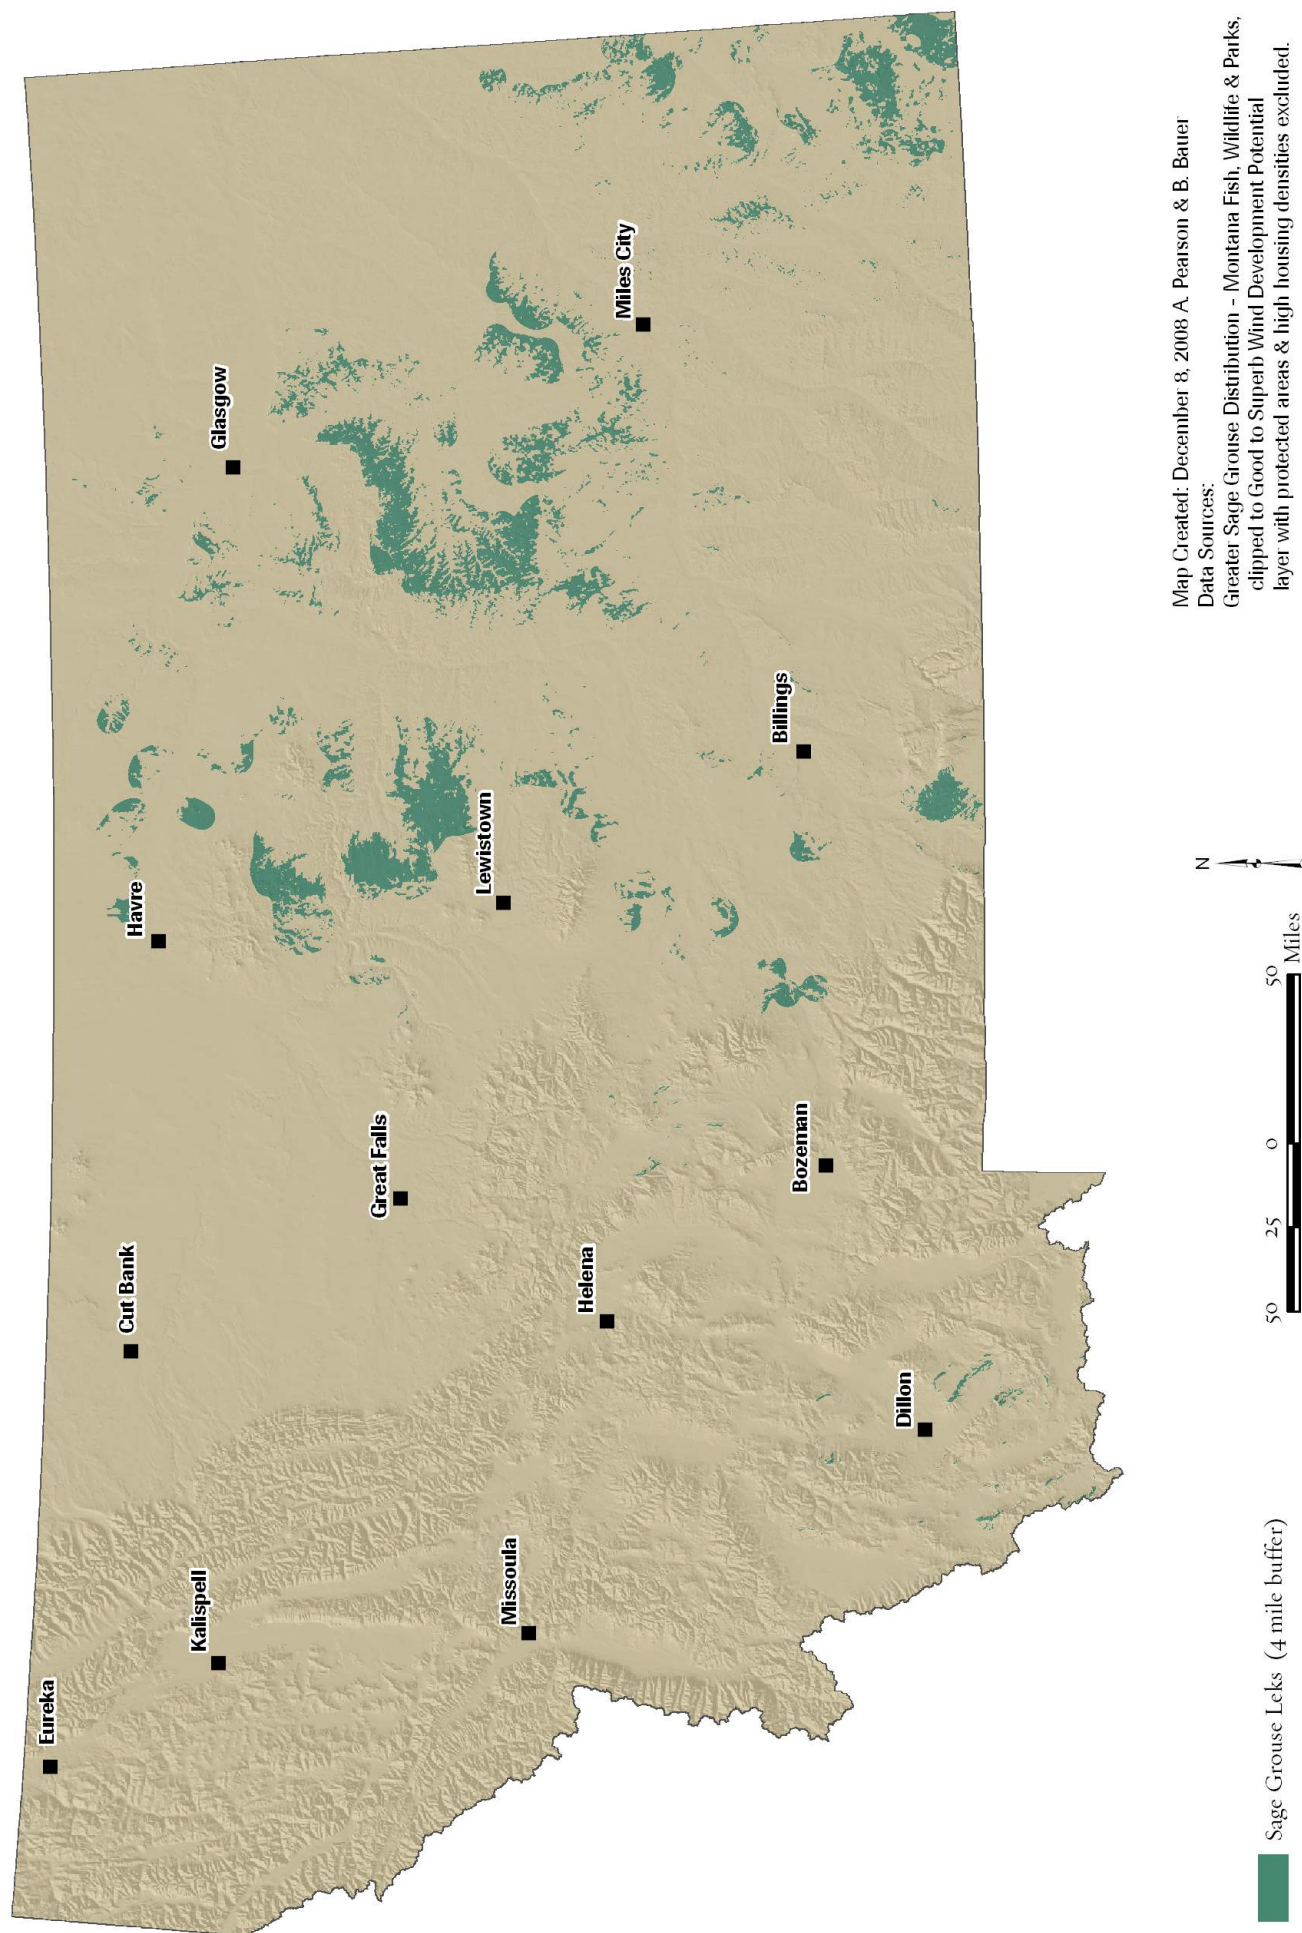 Eureka
Kalispell
Cut Bank
Havre
Glasgow
Great Falls
Missoula
Lewistown
Helena
Miles City
Billings
Bozeman
Dillon
Sage Grouse Leks (4 mile buffer)
50 25 0 50
Miles
N
Map Created: December 8, 2008 A. Pearson & B. Bauer
Data Sources:
Greater Sage Grouse Distribution - Montana Fish, Wildlife & Parks,
clipped to Good to Superb Wind Development Potential
layer with protected areas & high housing densities excluded.